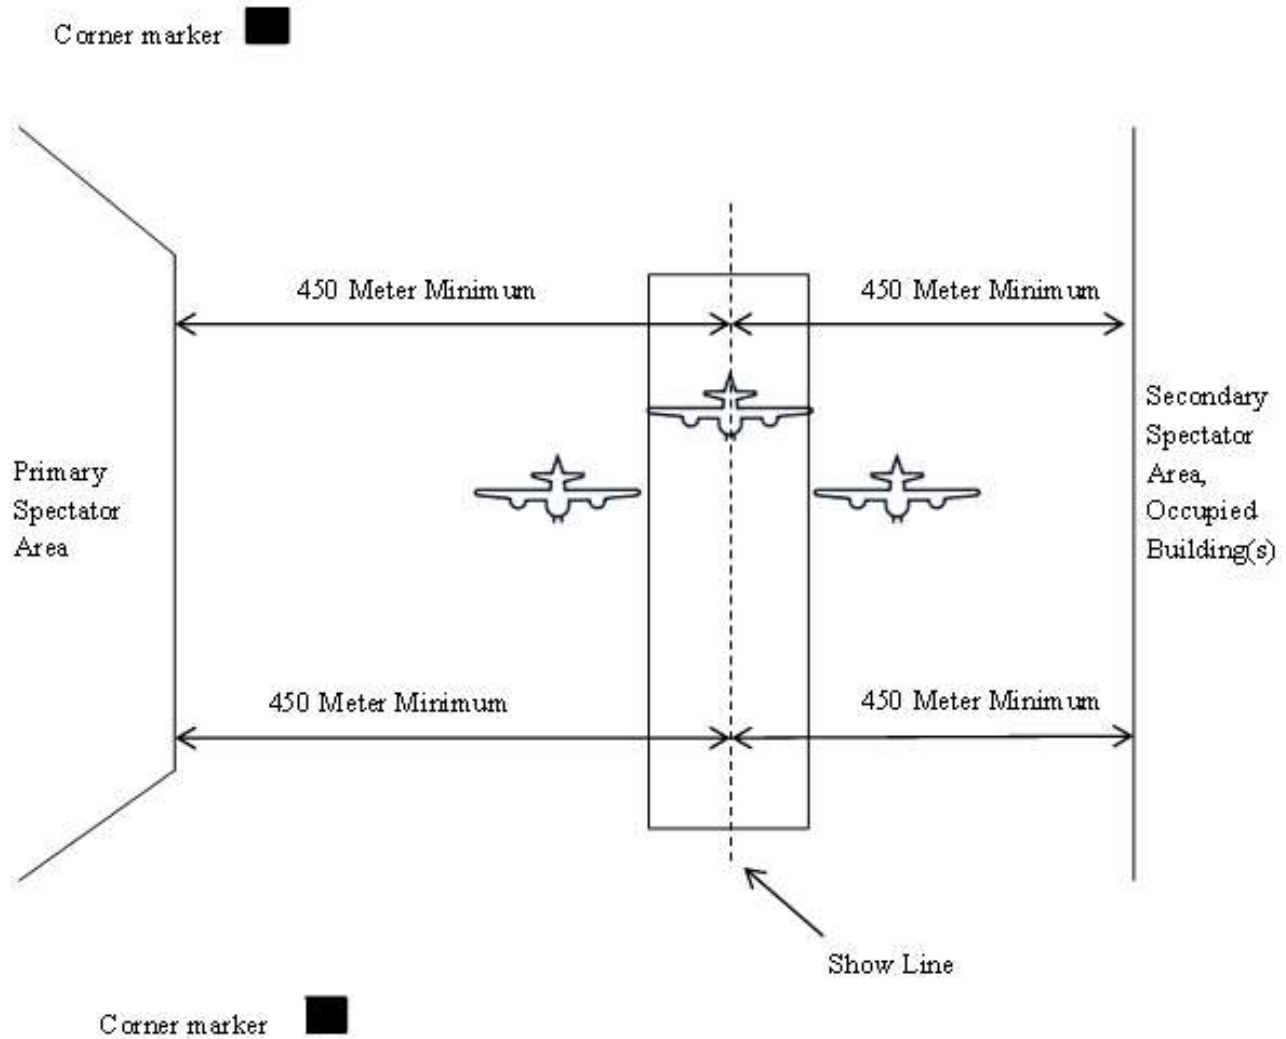 Corner marker
450 Meter Minimum
450 Meter Minimum
Primary
Spectator
Area
Secondary
Spectator
Area,
Occupied
Building(s)
450 Meter Minimum
450 Meter Minimum
Show Line
Corner marker